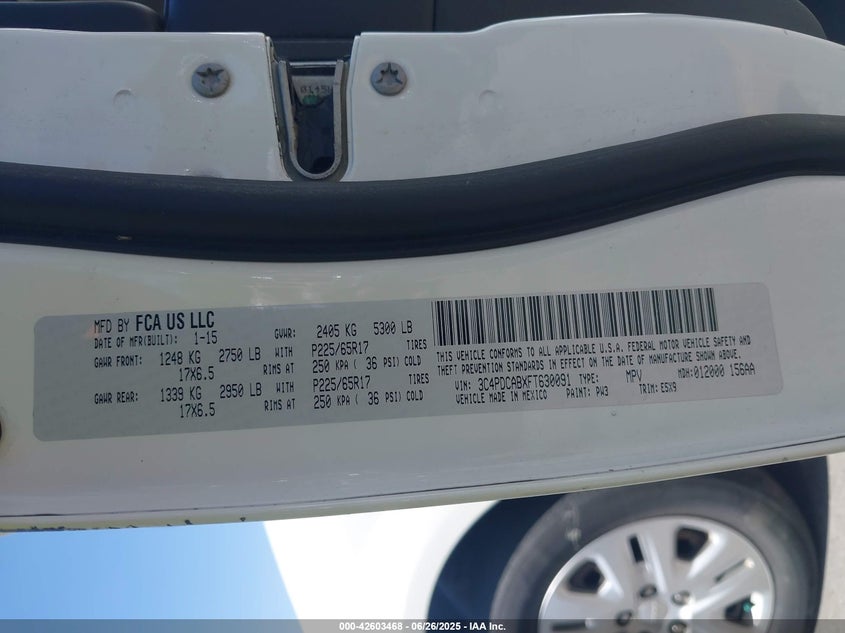 0145
MFD BY FCA US LLC
DATE OF MFR(BUILT): 1-15 GVWR: 2405 KG 5300 LB
GAWR FRONT: 1248 KG 2750 LB WITH P225/65R17 TIRES
17X6.5 RIMS AT 250 KPA ( 36 PSI) COLD
GAWR REAR: 1339 KG 2950 LB WITH P225/65R17 TIRES
17X6.5 RIMS AT 250 KPA ( 36 PSI) COLD
THIS VEHICLE CONFORMS TO ALL APPLICABLE U.S.A. FEDERAL MOTOR VEHICLE SAFETY AND
THEFT PREVENTION STANDARDS IN EFFECT ON THE DATE OF MANUFACTURE SHOWN ABOVE.
VIN: 3C4PDCABXFT630091 TYPE: MPV MDH: 012000 156AA
VEHICLE MADE IN MEXICO PAINT: PW3 TRIM: E5X9
000-42603468 - 06/26/2025 - IAA Inc.